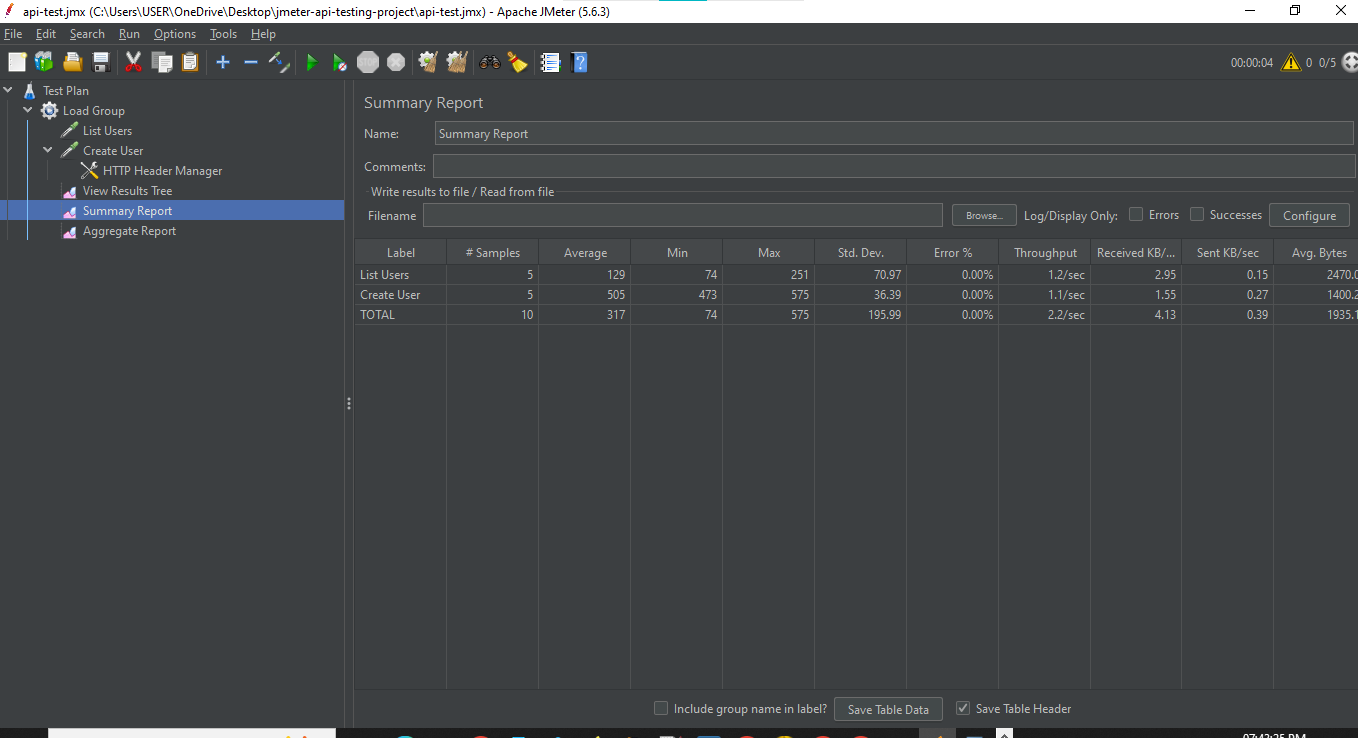 api-test.jmx (C:\Users\USER\OneDrive\Desktop\jmeter-api-testing-project\api-test.jmx) - Apache JMeter (5.6.3)
File Edit Search Run Options Tools Help
STOP
00:00:04 0 0/5
Test Plan
Load Group
List Users
Create User
HTTP Header Manager
View Results Tree
Summary Report
Aggregate Report
Summary Report
Name: Summary Report
Comments:
Write results to file / Read from file
Filename Browse... Log/Display Only: Errors Successes Configure
Label # Samples Average Min Max Std. Dev. Error % Throughput Received KB/... Sent KB/sec Avg. Bytes
List Users 5 129 74 251 70.97 0.00% 1.2/sec 2.95 0.15 2470.0
Create User 5 505 473 575 36.39 0.00% 1.1/sec 1.55 0.27 1400.2
TOTAL 10 317 74 575 195.99 0.00% 2.2/sec 4.13 0.39 1935.1
Include group name in label? Save Table Data Save Table Header